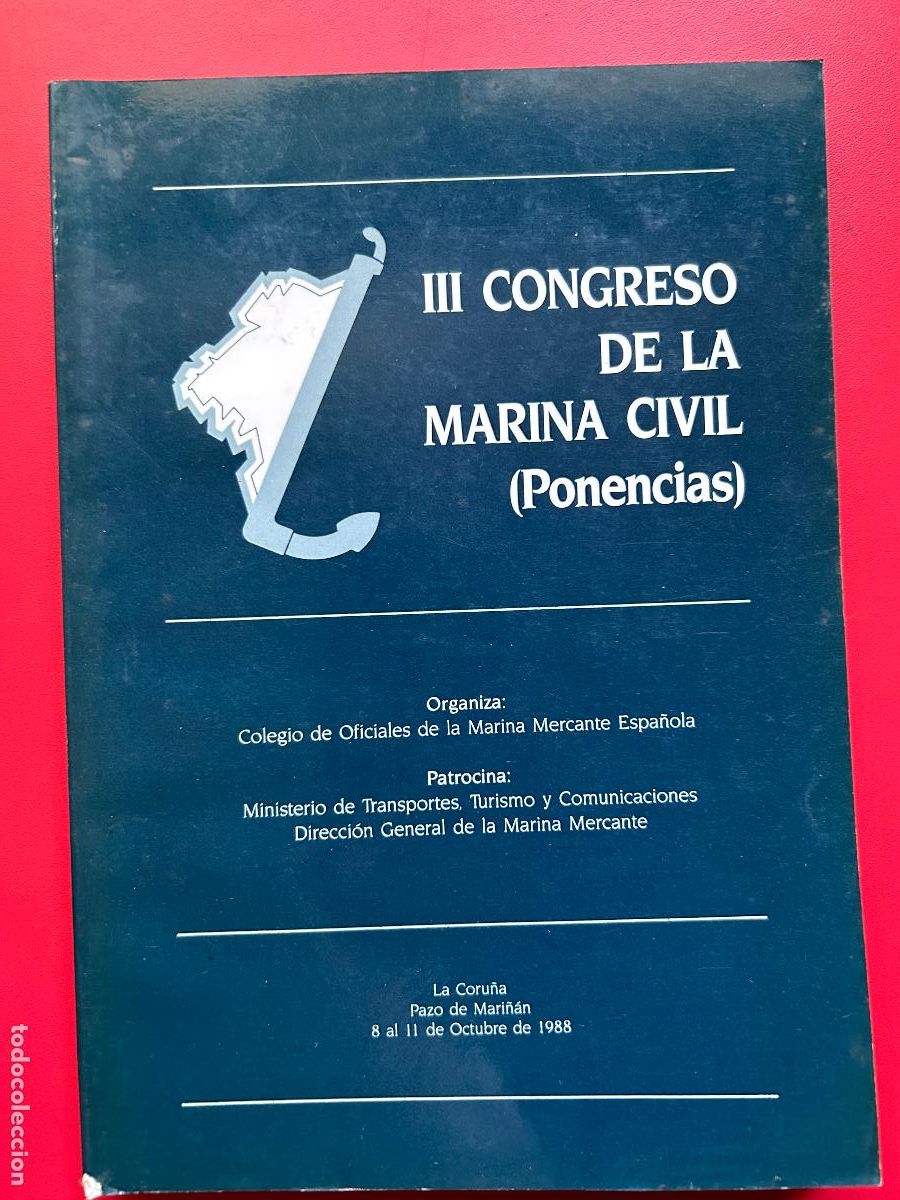 III CONGRESO
DE LA
MARINA CIVIL
(Ponencias)
Organiza:
Colegio de Oficiales de la Marina Mercante Española
Patrocina:
Ministerio de Transportes, Turismo y Comunicaciones
Dirección General de la Marina Mercante
La Coruña
Pazo de Mariñán
8 al 11 de Octubre de 1988
todocoleccion